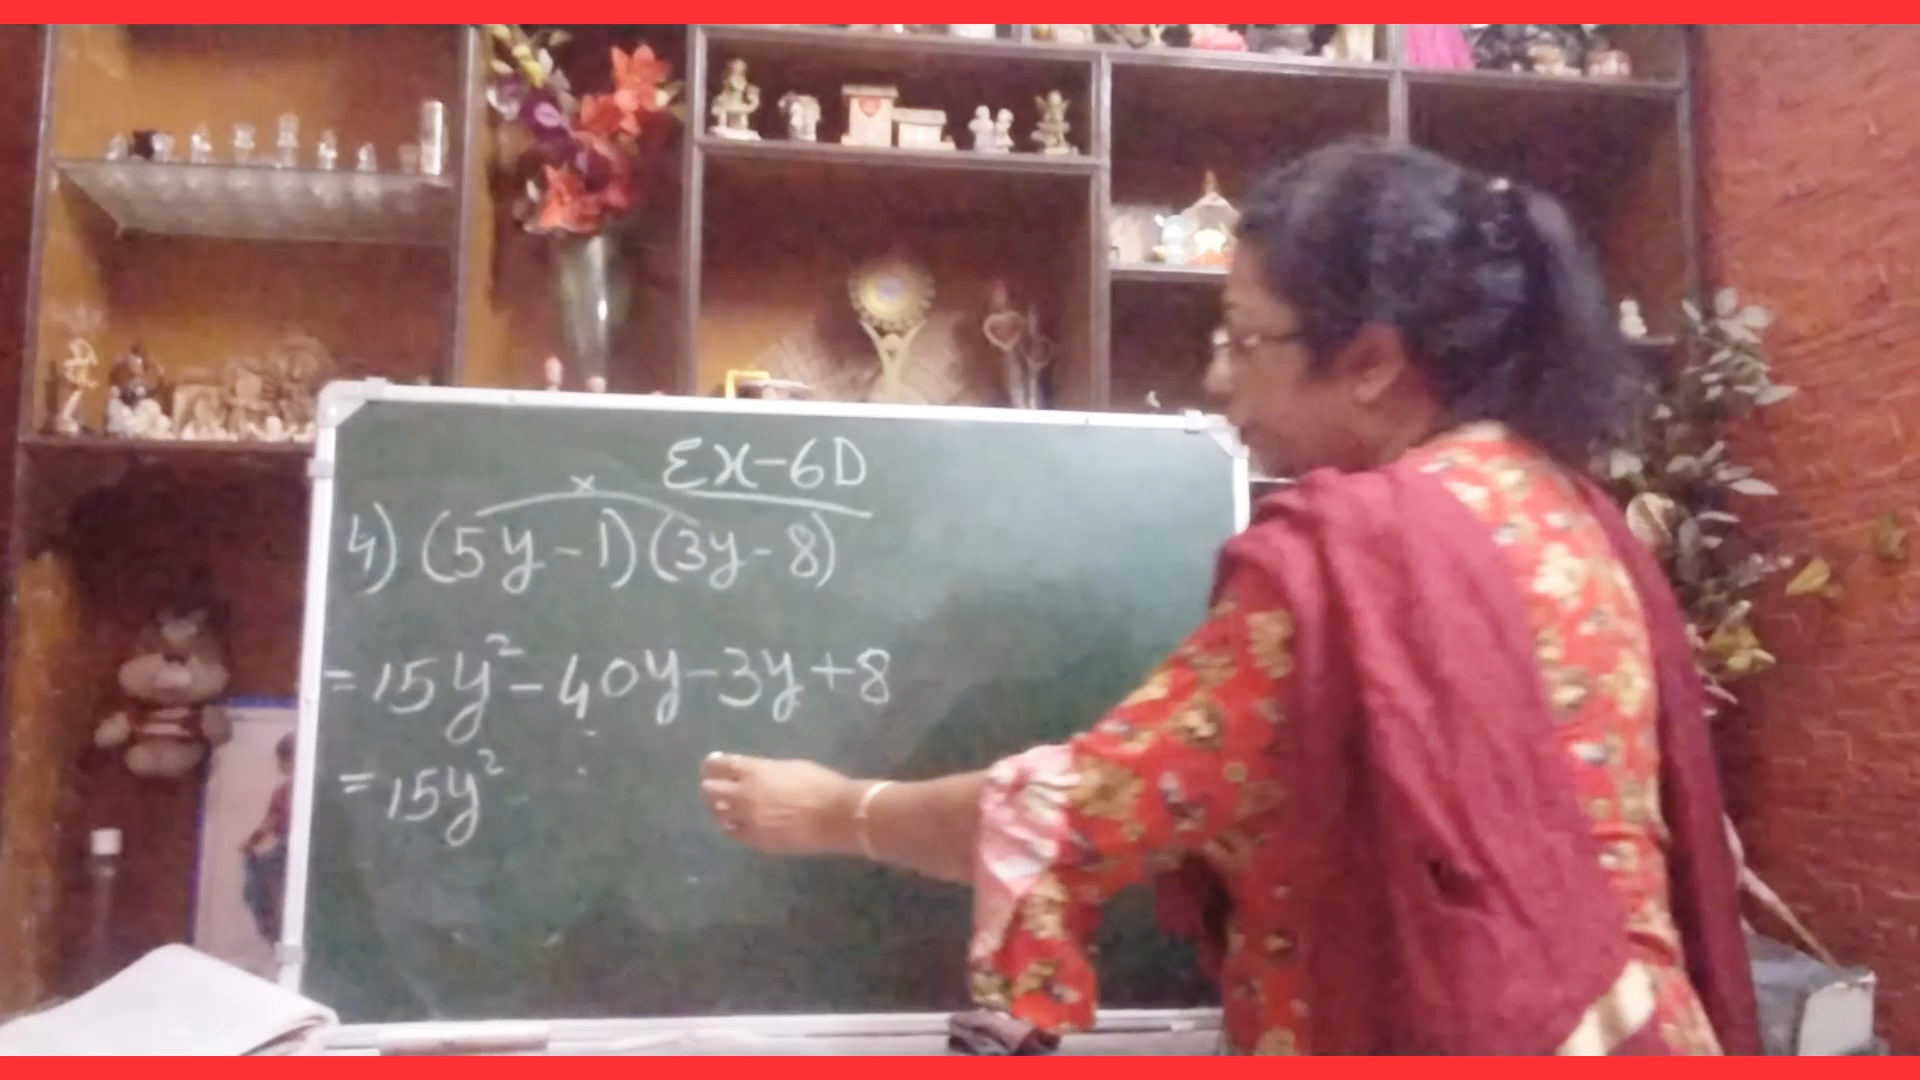 Ex-6D
×
4) (5y-1)(3y-8)
= 15y²-40y-3y+8
= 15y²